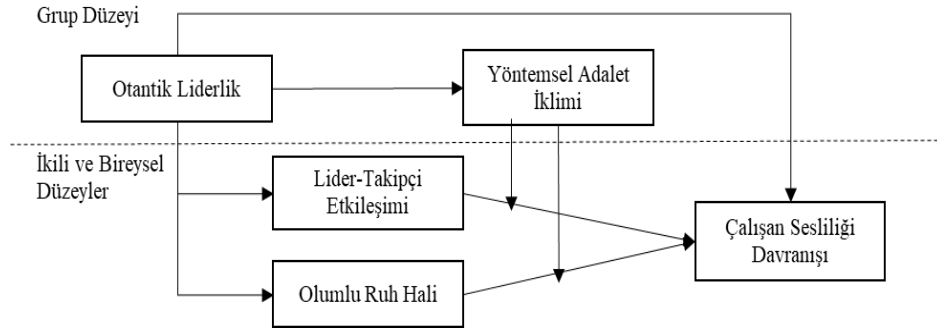 Grup Düzeyi
Otantik Liderlik
Yöntemsel Adalet
İklimi
İkili ve Bireysel
Düzeyler
Lider-Takipçi
Etkileşimi
Çalışan Sesliliği
Davranışı
Olumlu Ruh Hali